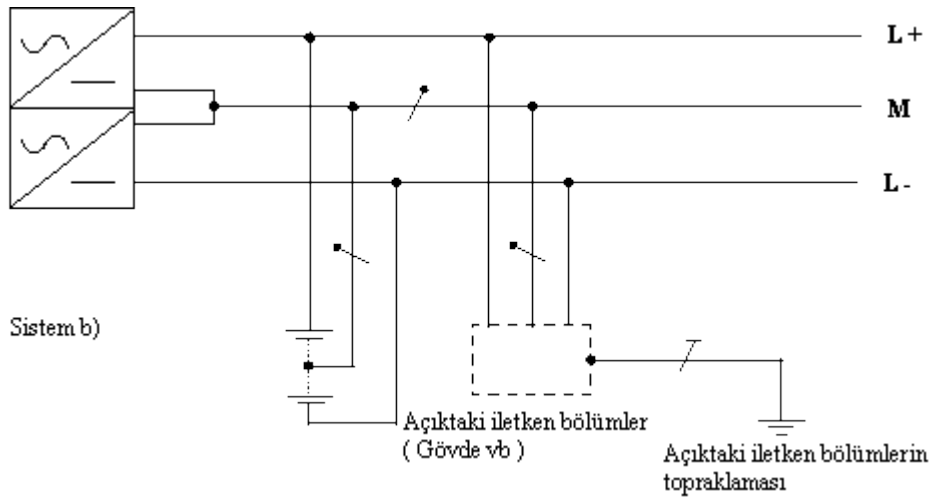 L +
M
L -
Sistem b)
Açıktaki iletken bölümler
( Gövde vb )
Açıktaki iletken bölümlerin
topraklaması